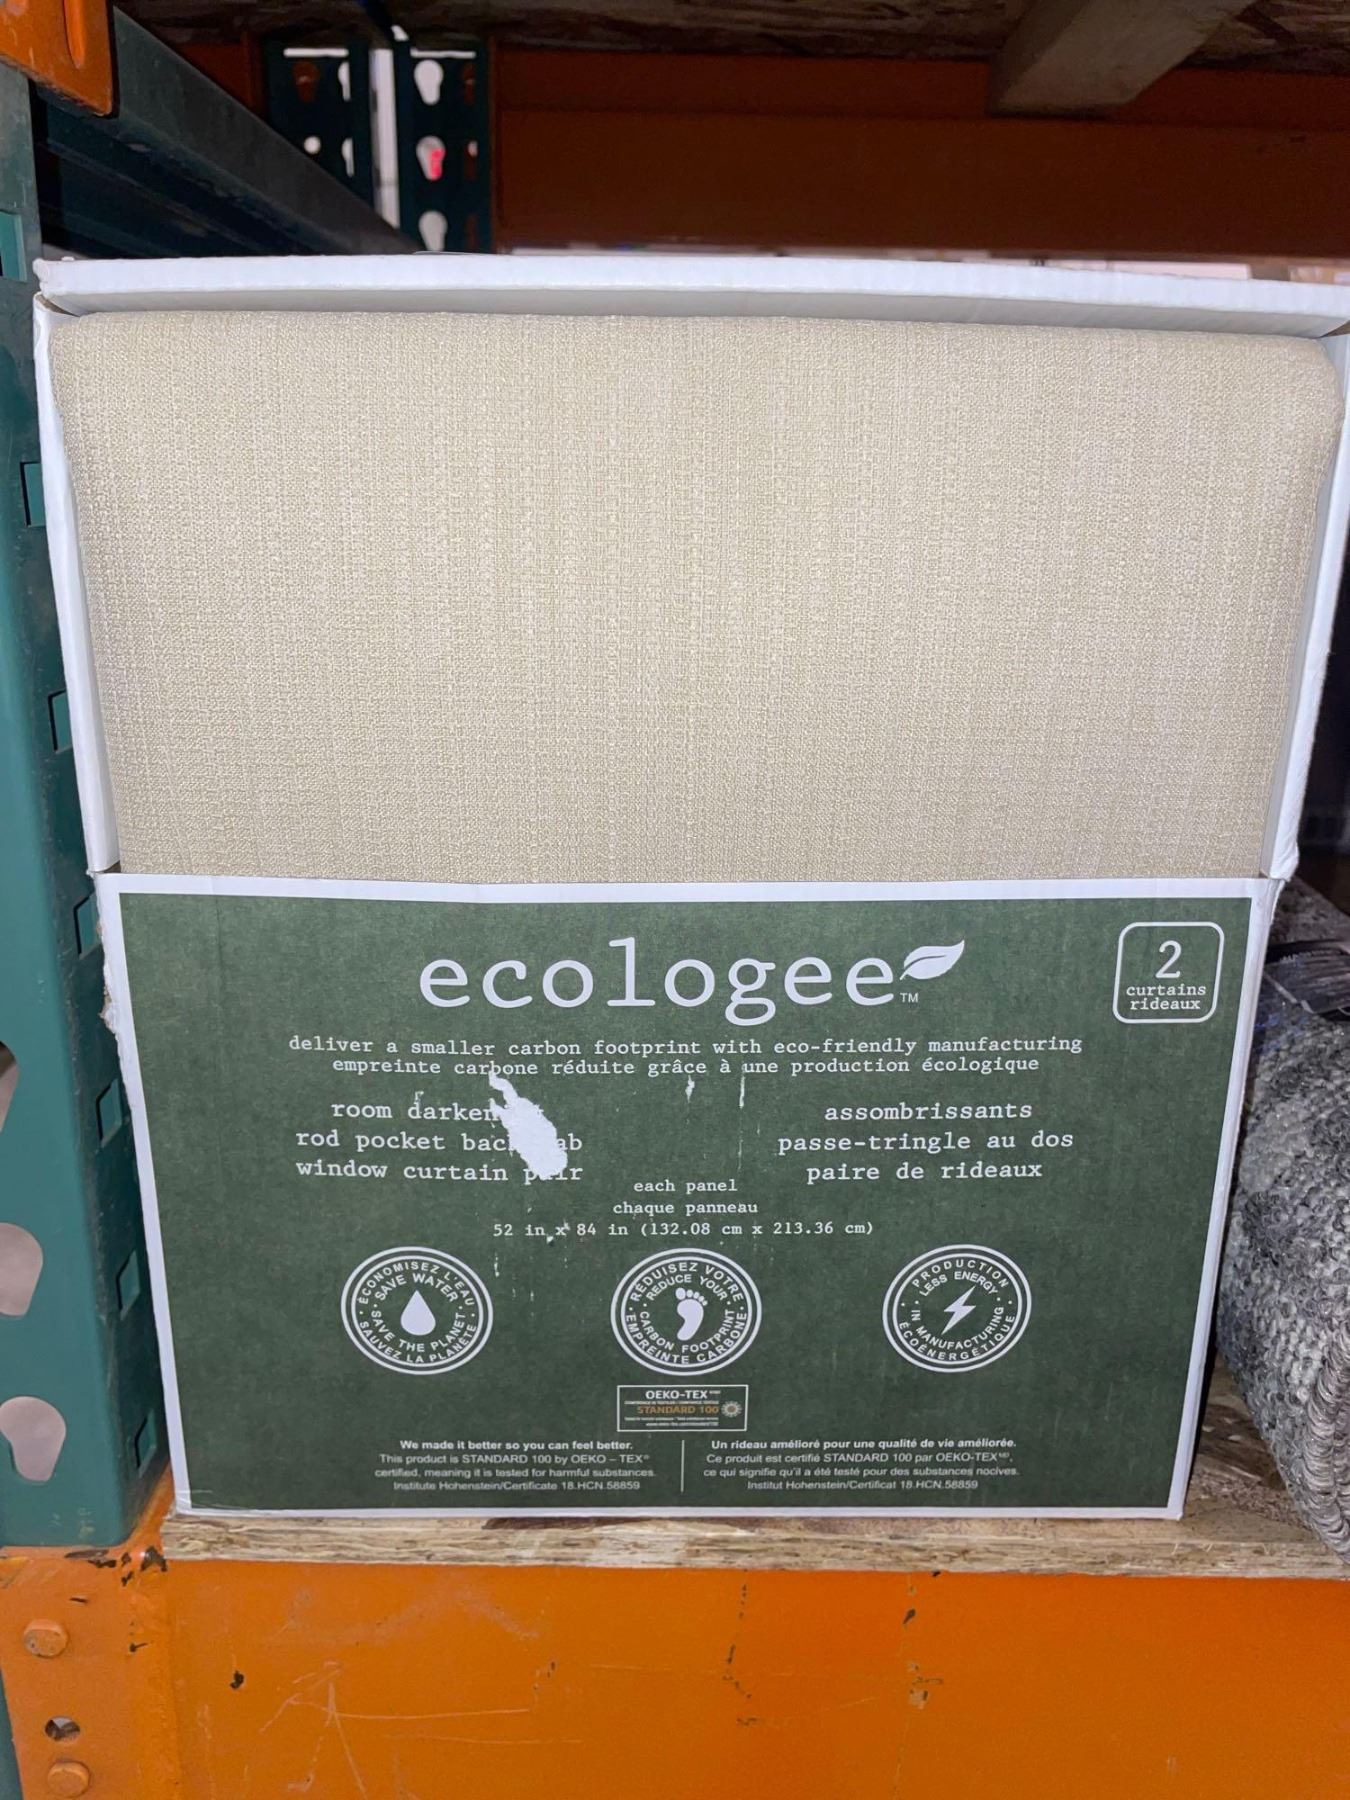 ecologee™
2
curtains
rideaux
deliver a smaller carbon footprint with eco-friendly manufacturing
empreinte carbone réduite grâce à une production écologique
room darken
rod pocket bac ab
window curtain p ir
assombrissants
passe-tringle au dos
paire de rideaux
each panel
chaque panneau
52 in x 84 in (132.08 cm x 213.36 cm)
ÉCONOMISEZ L'EAU
SAVE WATER
SAVE THE PLANET
SAUVEZ LA PLANÈTE
RÉDUISEZ VOTRE
REDUCE YOUR
CARBON FOOTPRINT
EMPREINTE CARBONE
PRODUCTION
LESS ENERGY
IN MANUFACTURING
ÉCOÉNERGÉTIQUE
OEKO-TEX
STANDARD 100
We made it better so you can feel better.
This product is STANDARD 100 by OEKO – TEX®
certified, meaning it is tested for harmful substances.
Institute Hohenstein/Certificate 18.HCN.58859
Un rideau amélioré pour une qualité de vie améliorée.
Ce produit est certifié STANDARD 100 par OEKO-TEX ,
ce qui signifie qu'il a été testé pour des substances nocives.
Institut Hohenstein/Certificat 18.HCN.58859